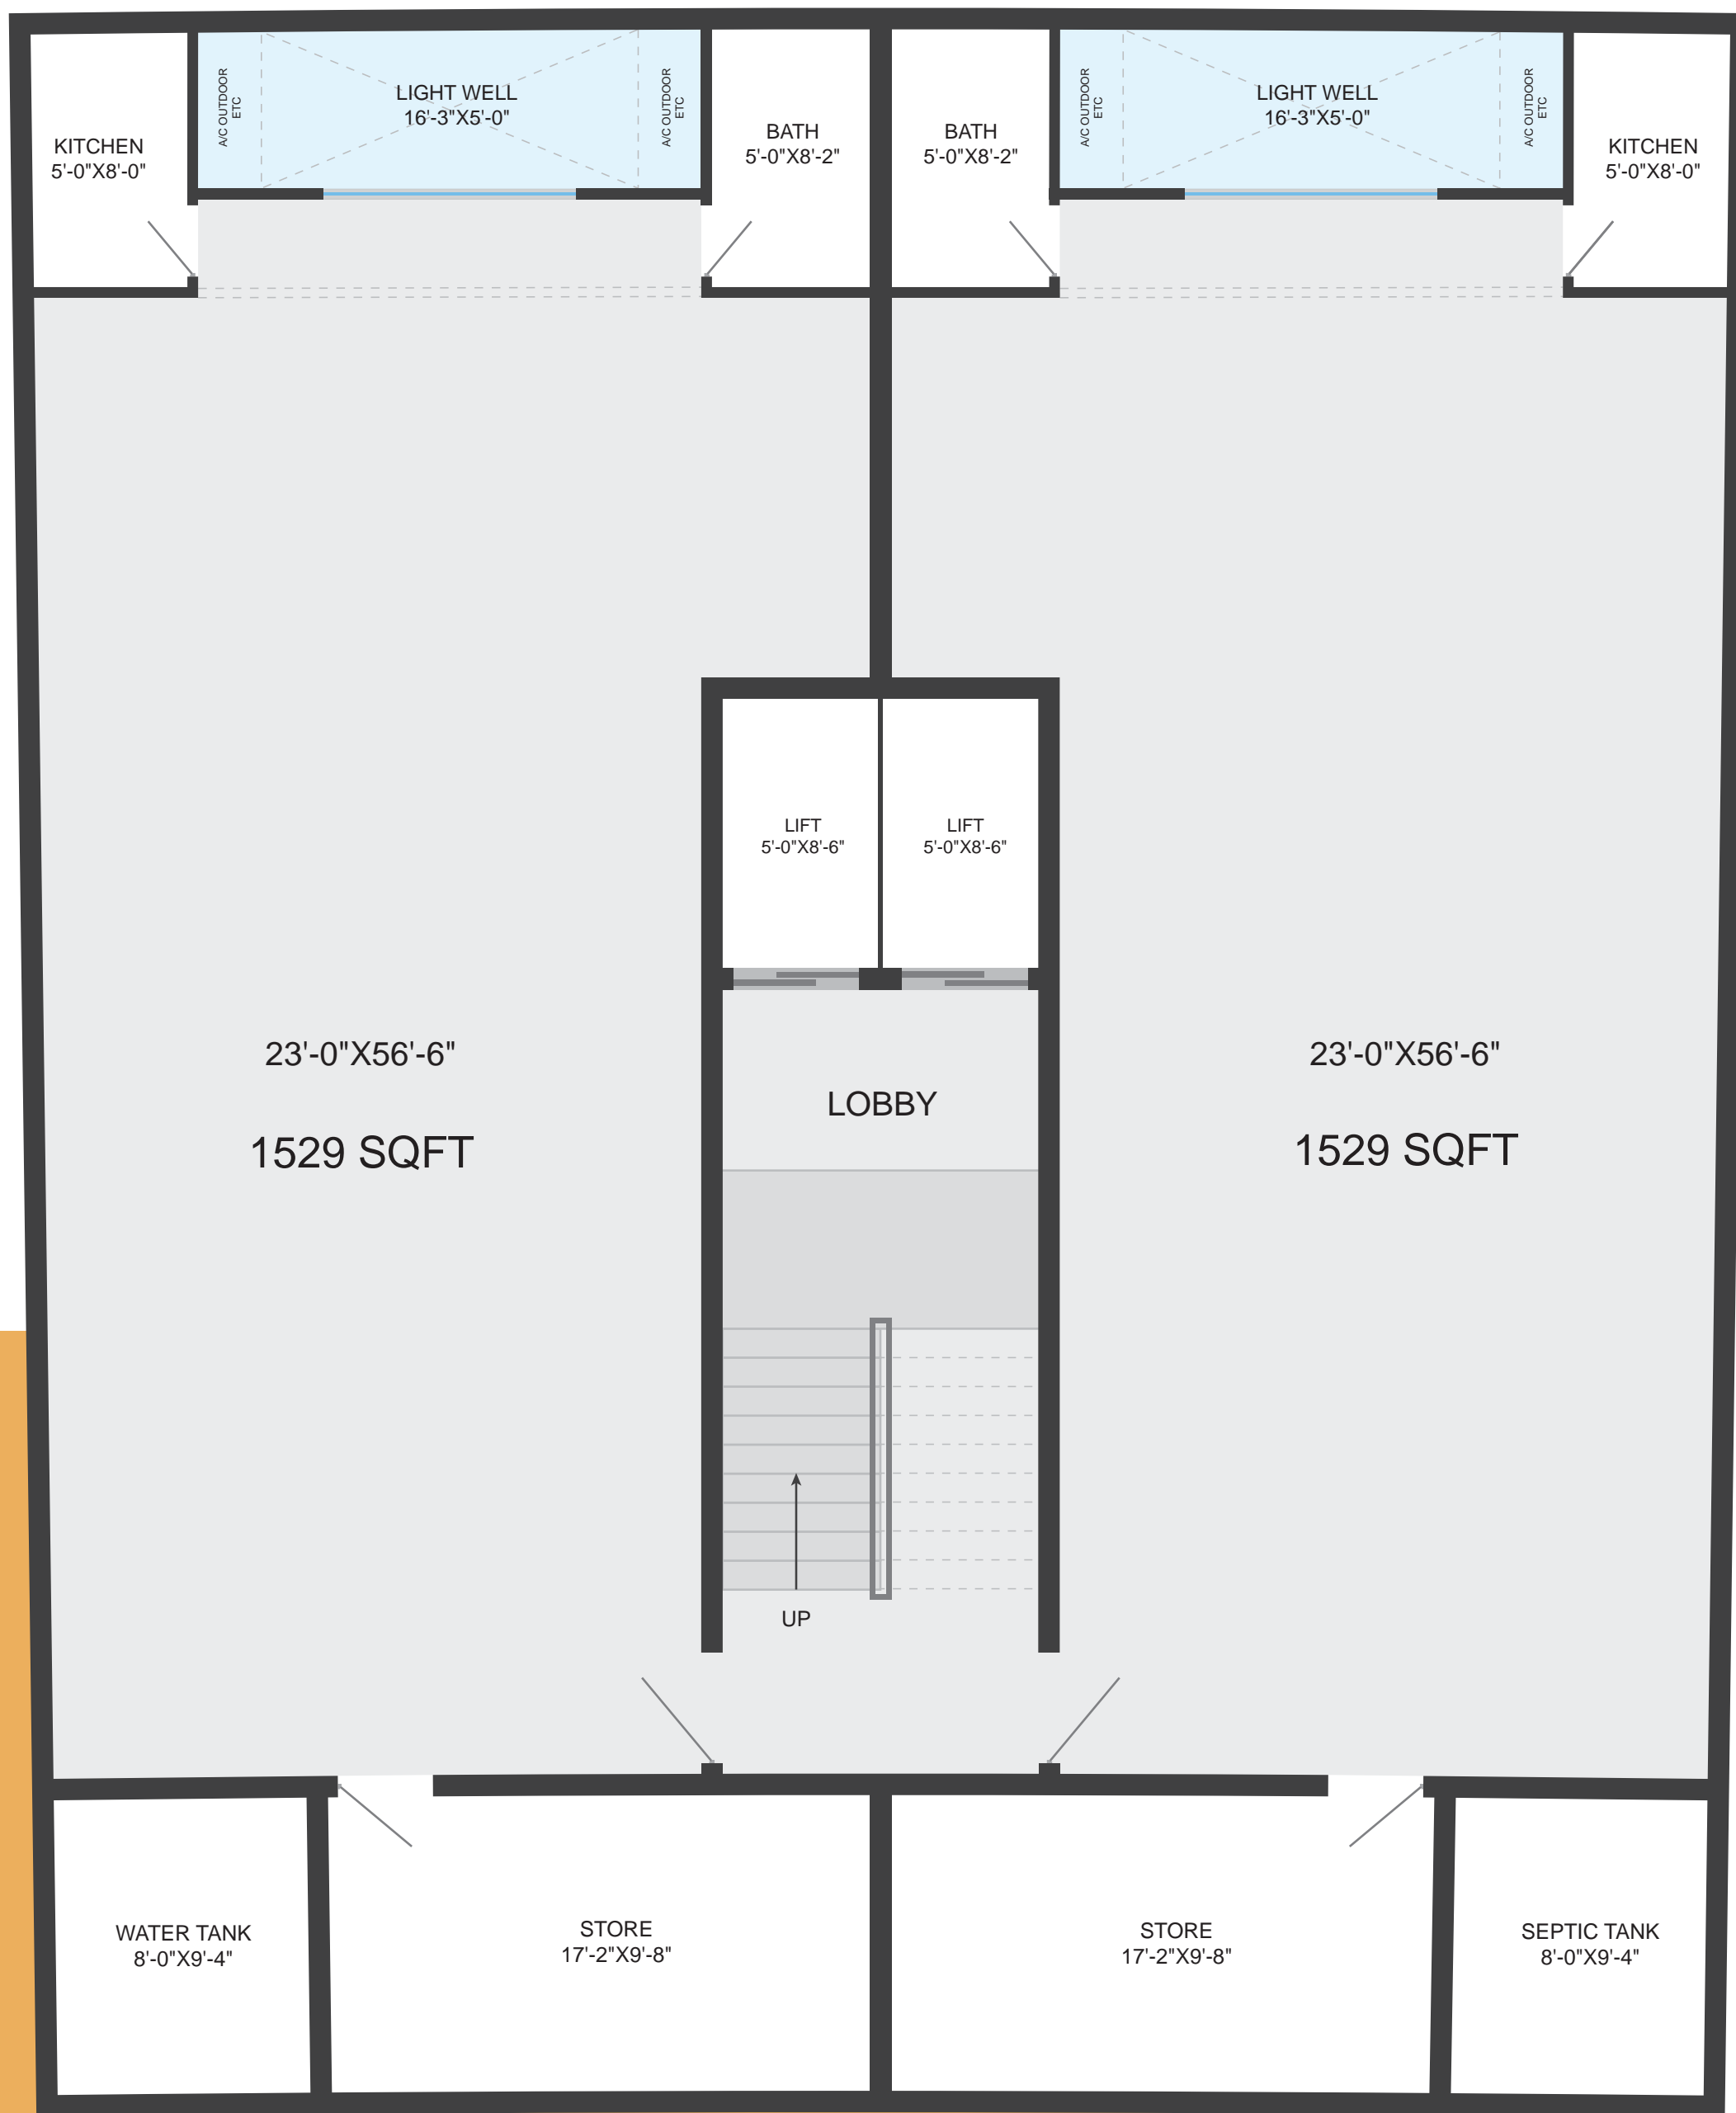 LIGHT WELL
16'-3"X5'-0"
A/C OUTDOOR
ETC
A/C OUTDOOR
ETC
KITCHEN
5'-0"X8'-0"
BATH
5'-0"X8'-2"
BATH
5'-0"X8'-2"
LIGHT WELL
16'-3"X5'-0"
A/C OUTDOOR
ETC
A/C OUTDOOR
ETC
KITCHEN
5'-0"X8'-0"
LIFT
5'-0"X8'-6"
LIFT
5'-0"X8'-6"
23'-0"X56'-6"
1529 SQFT
LOBBY
23'-0"X56'-6"
1529 SQFT
UP
WATER TANK
8'-0"X9'-4"
STORE
17'-2"X9'-8"
STORE
17'-2"X9'-8"
SEPTIC TANK
8'-0"X9'-4"